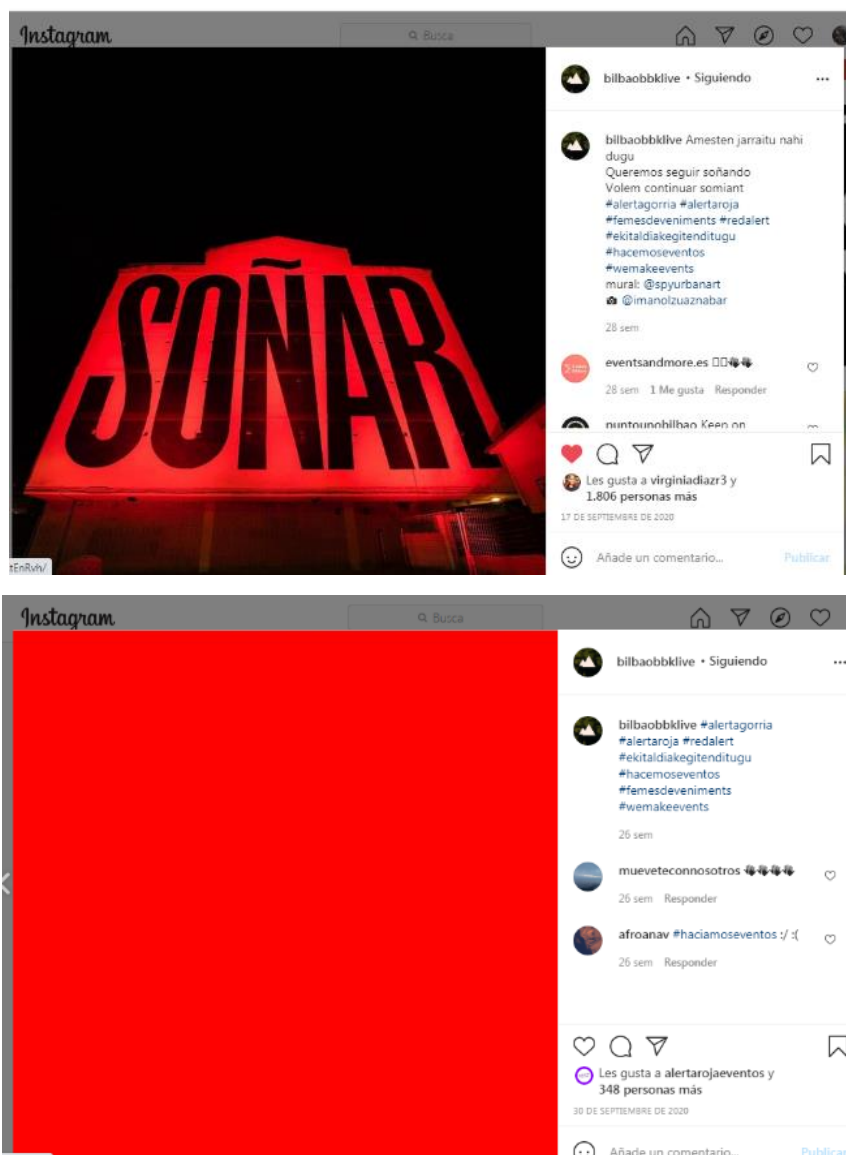 Instagram
Busca
SOÑAR
bilbaobbklive • Siguiendo
bilbaobbklive Amesten jarraitu nahi
dugu
Queremos seguir soñando
Volem continuar somiant
#alertagorria #alertaroja
#femesdeveniments #redalert
#ekitaldiakegitenditugu
#hacemoseventos
#wemakeevents
mural: @spyurbanart
@imanolzuaznabar
28 sem
eventsandmore.es
28 sem 1 Me gusta Responder
puntounobilbao Keep on
Les gusta a virginiadiazr3 y
1.806 personas más
17 DE SEPTIEMBRE DE 2020
Añade un comentario... Publicar
tEnRvh/
Instagram
Busca
bilbaobbklive • Siguiendo
bilbaobbklive #alertagorria
#alertaroja #redalert
#ekitaldiakegitenditugu
#hacemoseventos
#femesdeveniments
#wemakeevents
26 sem
mueveteconnosotros
26 sem Responder
afroanav #haciamoseventos :/ :(
26 sem Responder
Les gusta a alertarojaeventos y
348 personas más
30 DE SEPTIEMBRE DE 2020
Añade un comentario... Publicar